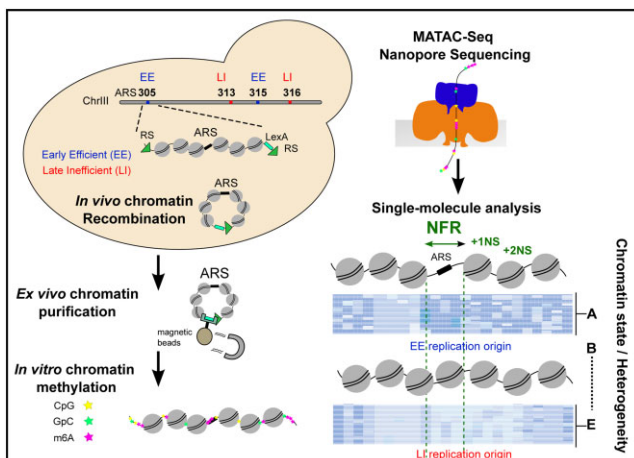 EE LI EE LI
ARS 305 313 315 316
ChrIII
RS ARS LexA RS
Early Efficient (EE)
Late Inefficient (LI)
In vivo chromatin
Recombination
ARS
Ex vivo chromatin
purification
ARS
magnetic
beads
In vitro chromatin
methylation
CpG
GpC
m6A
MATAC-Seq
Nanopore Sequencing
Single-molecule analysis
NFR
+1NS
+2NS
ARS
A
EE replication origin
B
E
LI replication origin
Chromatin state / Heterogeneity